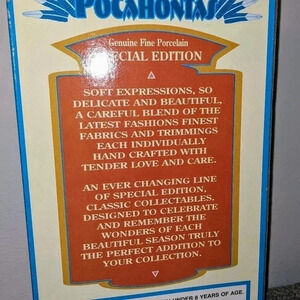 POCAHONTAS
Genuine Fine Porcelain
SPECIAL EDITION
SOFT EXPRESSIONS, SO
DELICATE AND BEAUTIFUL,
A CAREFUL BLEND OF THE
LATEST FASHIONS FINEST
FABRICS AND TRIMMINGS
EACH INDIVIDUALLY
HAND CRAFTED WITH
TENDER LOVE AND CARE.
AN EVER CHANGING LINE
OF SPECIAL EDITION,
CLASSIC COLLECTABLES.
DESIGNED TO CELEBRATE
AND REMEMBER THE
WONDERS OF EACH
BEAUTIFUL SEASON TRULY
THE PERFECT ADDITION TO
YOUR COLLECTION.
UNDER 8 YEARS OF AGE.